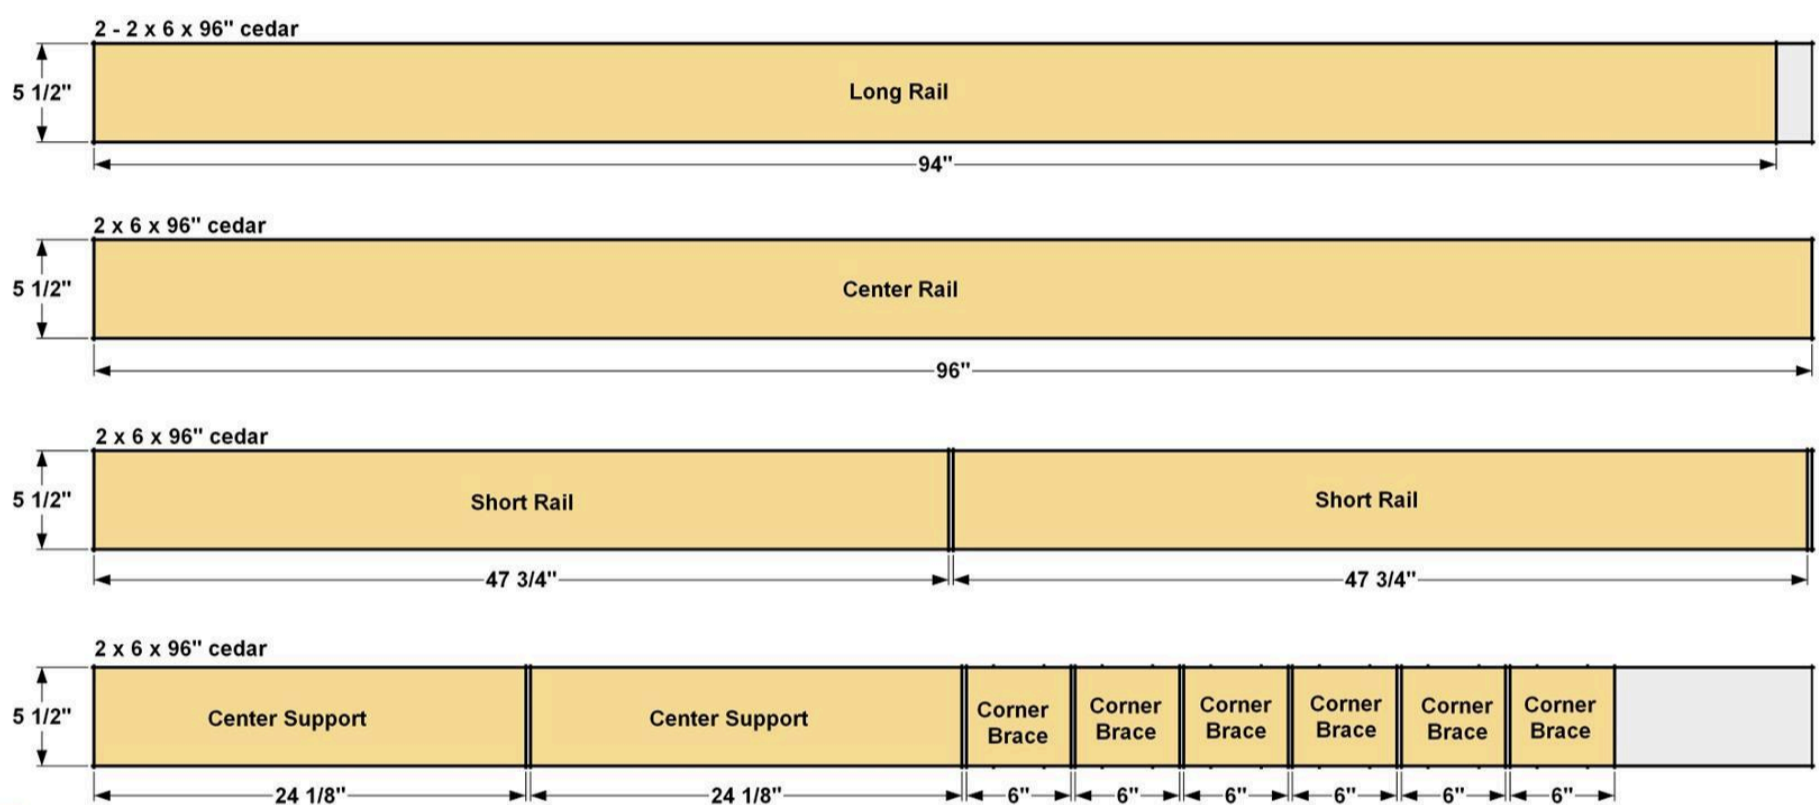 2 - 2 x 6 x 96" cedar
5 1/2"
Long Rail
94"
2 x 6 x 96" cedar
5 1/2"
Center Rail
96"
2 x 6 x 96" cedar
5 1/2"
Short Rail
Short Rail
47 3/4"
47 3/4"
2 x 6 x 96" cedar
5 1/2"
Center Support
Center Support
Corner
Brace
Corner
Brace
Corner
Brace
Corner
Brace
Corner
Brace
Corner
Brace
24 1/8"
24 1/8"
6"
6"
6"
6"
6"
6"